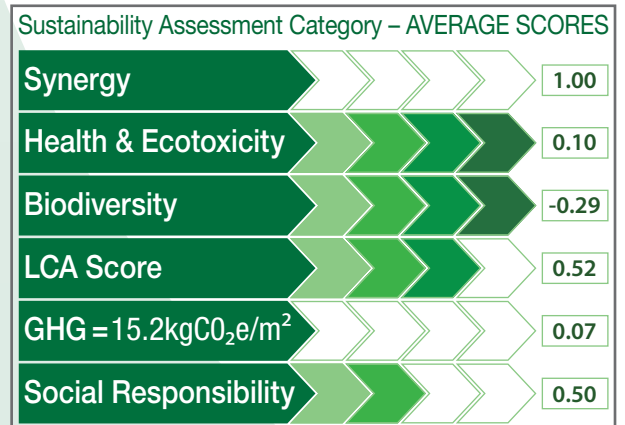 Sustainability Assessment Category – AVERAGE SCORES
Synergy 1.00
Health & Ecotoxicity 0.10
Biodiversity -0.29
LCA Score 0.52
GHG = 15.2kgC0₂e/m² 0.07
Social Responsibility 0.50